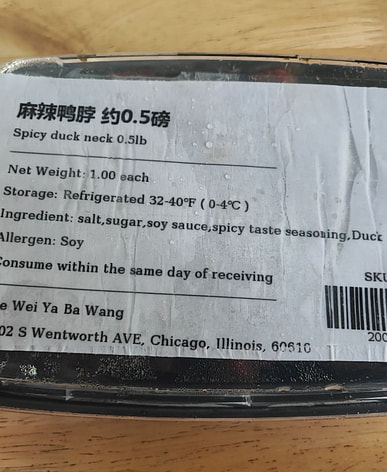 麻辣鸭脖 约0.5磅
Spicy duck neck 0.5lb
Net Weight: 1.00 each
Storage: Refrigerated 32-40°F ( 0-4℃ )
Ingredient: salt,sugar,soy sauce,spicy taste seasoning,Duck
Allergen: Soy
Consume within the same day of receiving
SKU
e Wei Ya Ba Wang
02 S Wentworth AVE, Chicago, Illinois, 60616
200